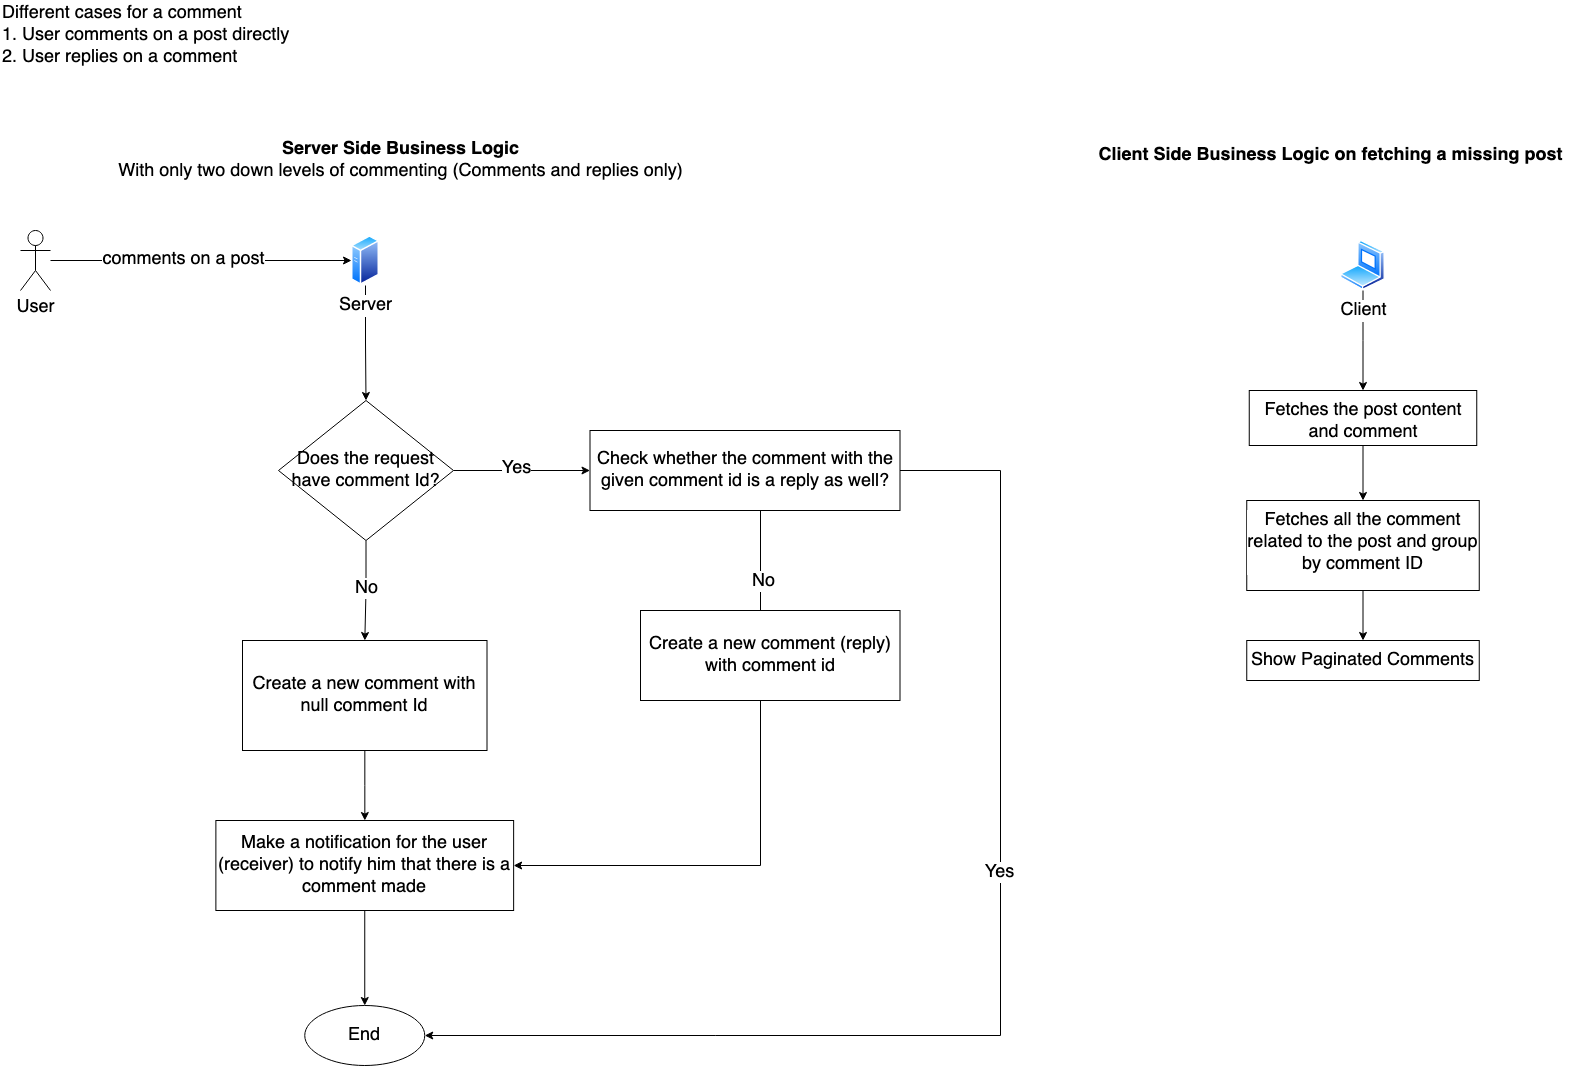 Different cases for a comment
1. User comments on a post directly
2. User replies on a comment
Server Side Business Logic
With only two down levels of commenting (Comments and replies only)
Client Side Business Logic on fetching a missing post
comments on a post
User
Server
Client
Does the request
have comment Id?
Yes
Check whether the comment with the
given comment id is a reply as well?
Fetches the post content
and comment
Fetches all the comment
related to the post and group
by comment ID
No
No
Create a new comment (reply)
with comment id
Show Paginated Comments
Create a new comment with
null comment Id
Make a notification for the user
(receiver) to notify him that there is a
comment made
Yes
End